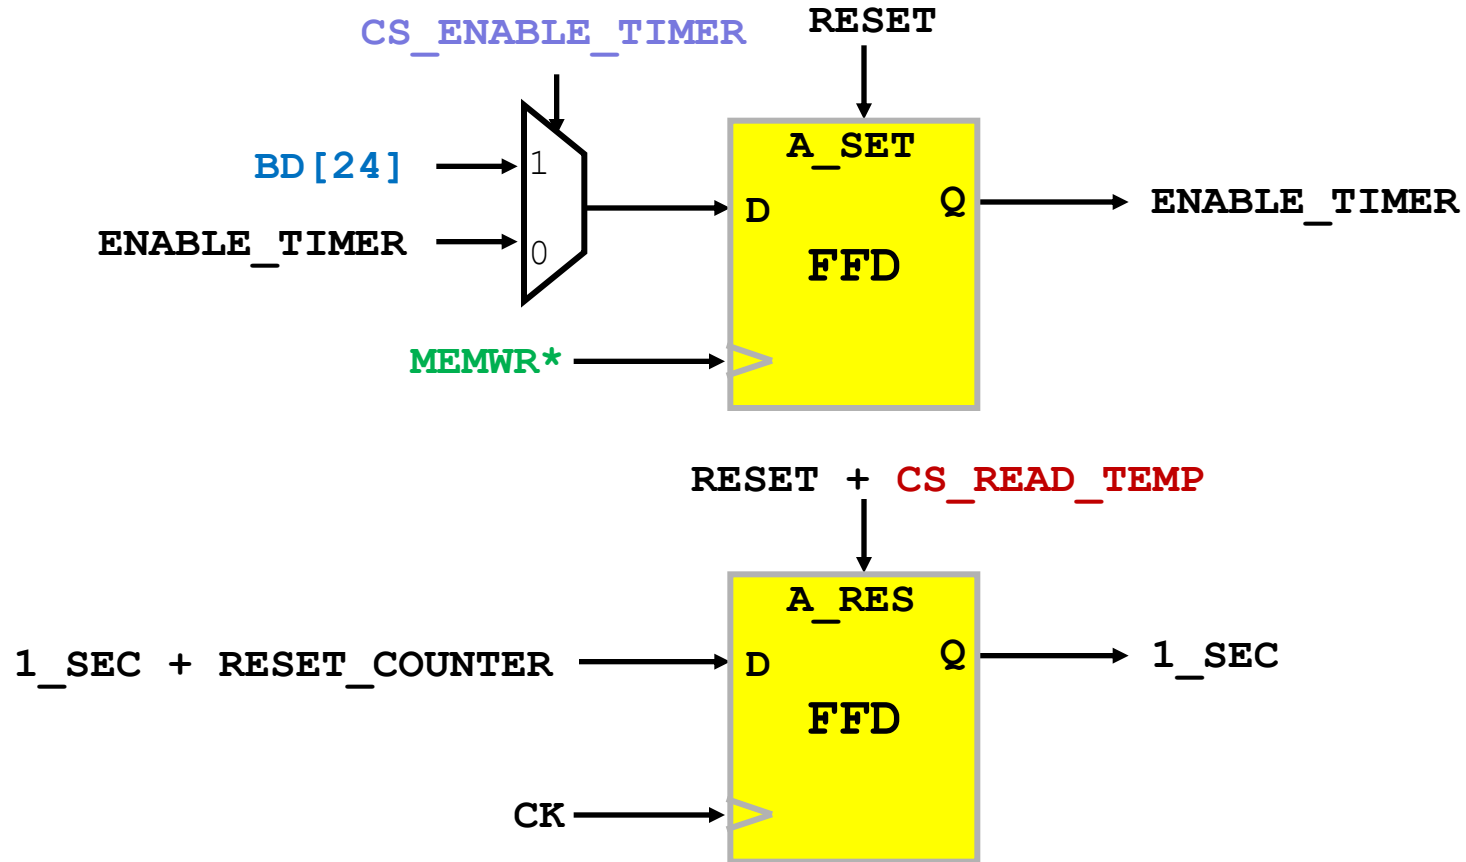 CS_ENABLE_TIMER
RESET
BD[24]
1
A_SET
ENABLE_TIMER
0
D
Q
ENABLE_TIMER
FFD
MEMWR*
RESET + CS_READ_TEMP
A_RES
1_SEC + RESET_COUNTER
D
Q
1_SEC
FFD
CK